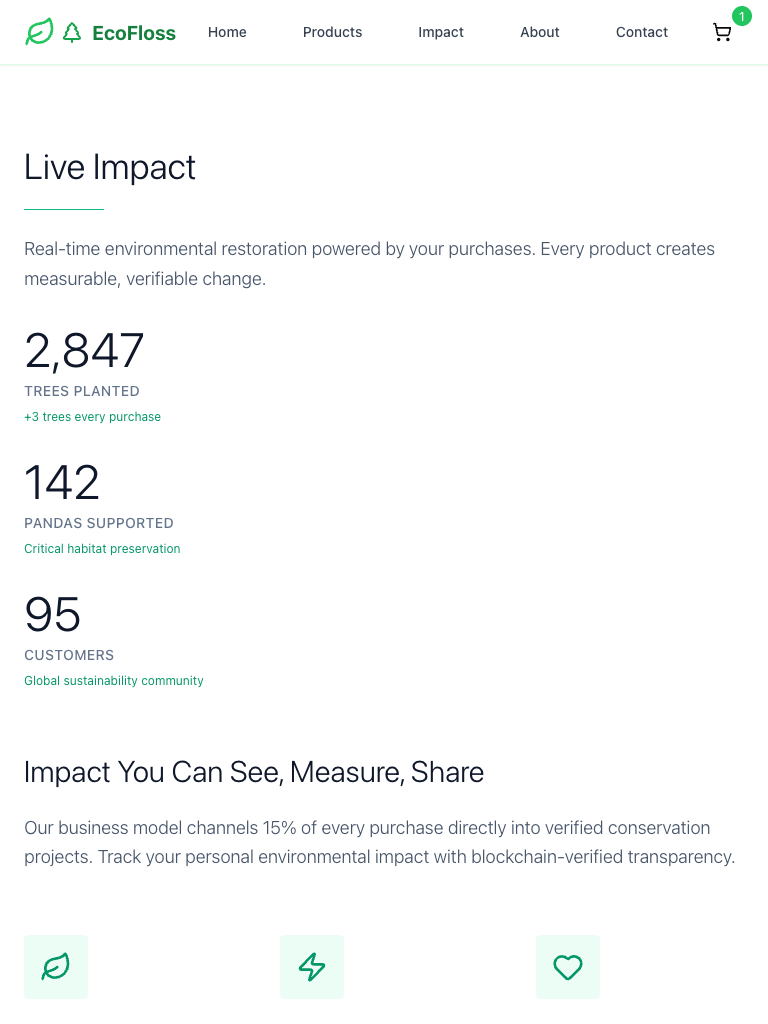 EcoFloss
Home
Products
Impact
About
Contact
1
Live Impact
Real-time environmental restoration powered by your purchases. Every product creates
measurable, verifiable change.
2,847
TREES PLANTED
+3 trees every purchase
142
PANDAS SUPPORTED
Critical habitat preservation
95
CUSTOMERS
Global sustainability community
Impact You Can See, Measure, Share
Our business model channels 15% of every purchase directly into verified conservation
projects. Track your personal environmental impact with blockchain-verified transparency.